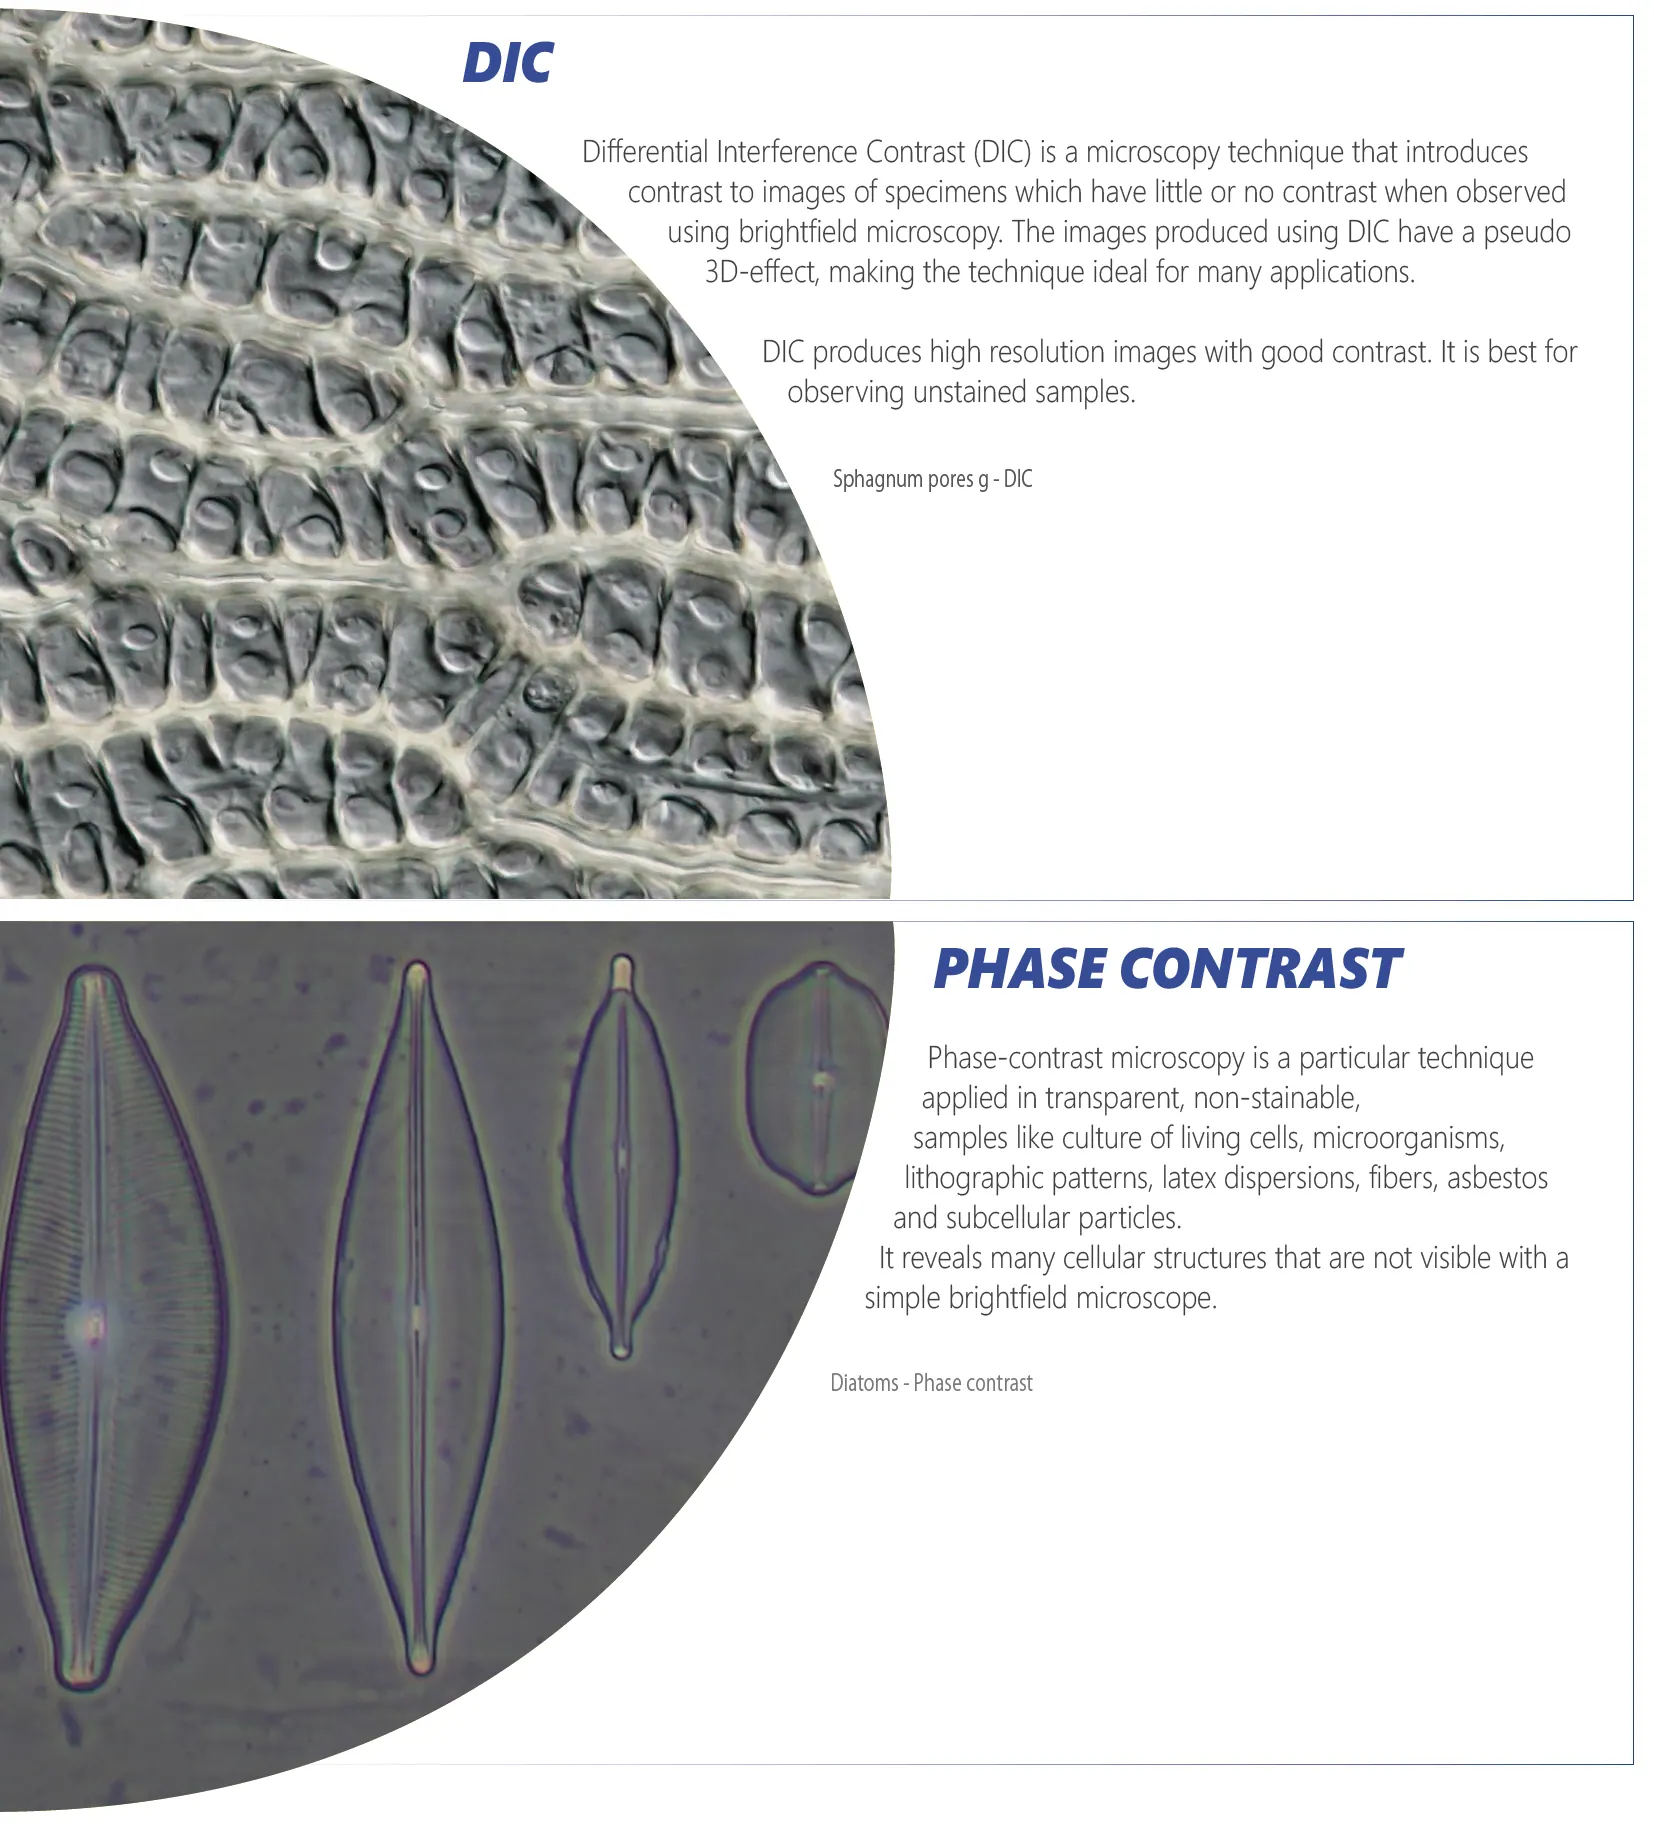 DIC
Differential Interference Contrast (DIC) is a microscopy technique that introduces
contrast to images of specimens which have little or no contrast when observed
using brightfield microscopy. The images produced using DIC have a pseudo
3D-effect, making the technique ideal for many applications.
DIC produces high resolution images with good contrast. It is best for
observing unstained samples.
Sphagnum pores g - DIC
PHASE CONTRAST
Phase-contrast microscopy is a particular technique
applied in transparent, non-stainable,
samples like culture of living cells, microorganisms,
lithographic patterns, latex dispersions, fibers, asbestos
and subcellular particles.
It reveals many cellular structures that are not visible with a
simple brightfield microscope.
Diatoms - Phase contrast